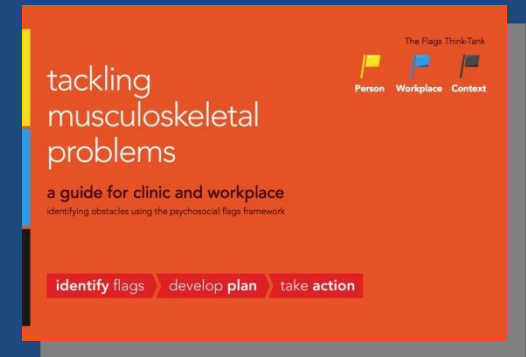 The Flags Think-Tank
Person Workplace Context
tackling
musculoskeletal
problems
a guide for clinic and workplace
identifying obstacles using the psychosocial flags framework
identify flags develop plan take action